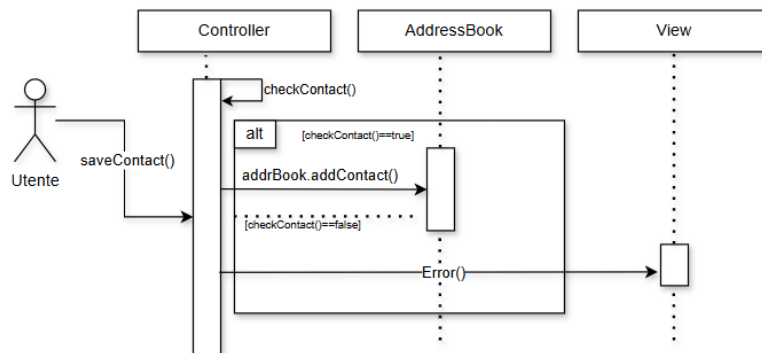 Controller
AddressBook
View
checkContact()
alt
[checkContact()==true]
saveContact()
addrBook.addContact()
Utente
[checkContact()==false]
Error()